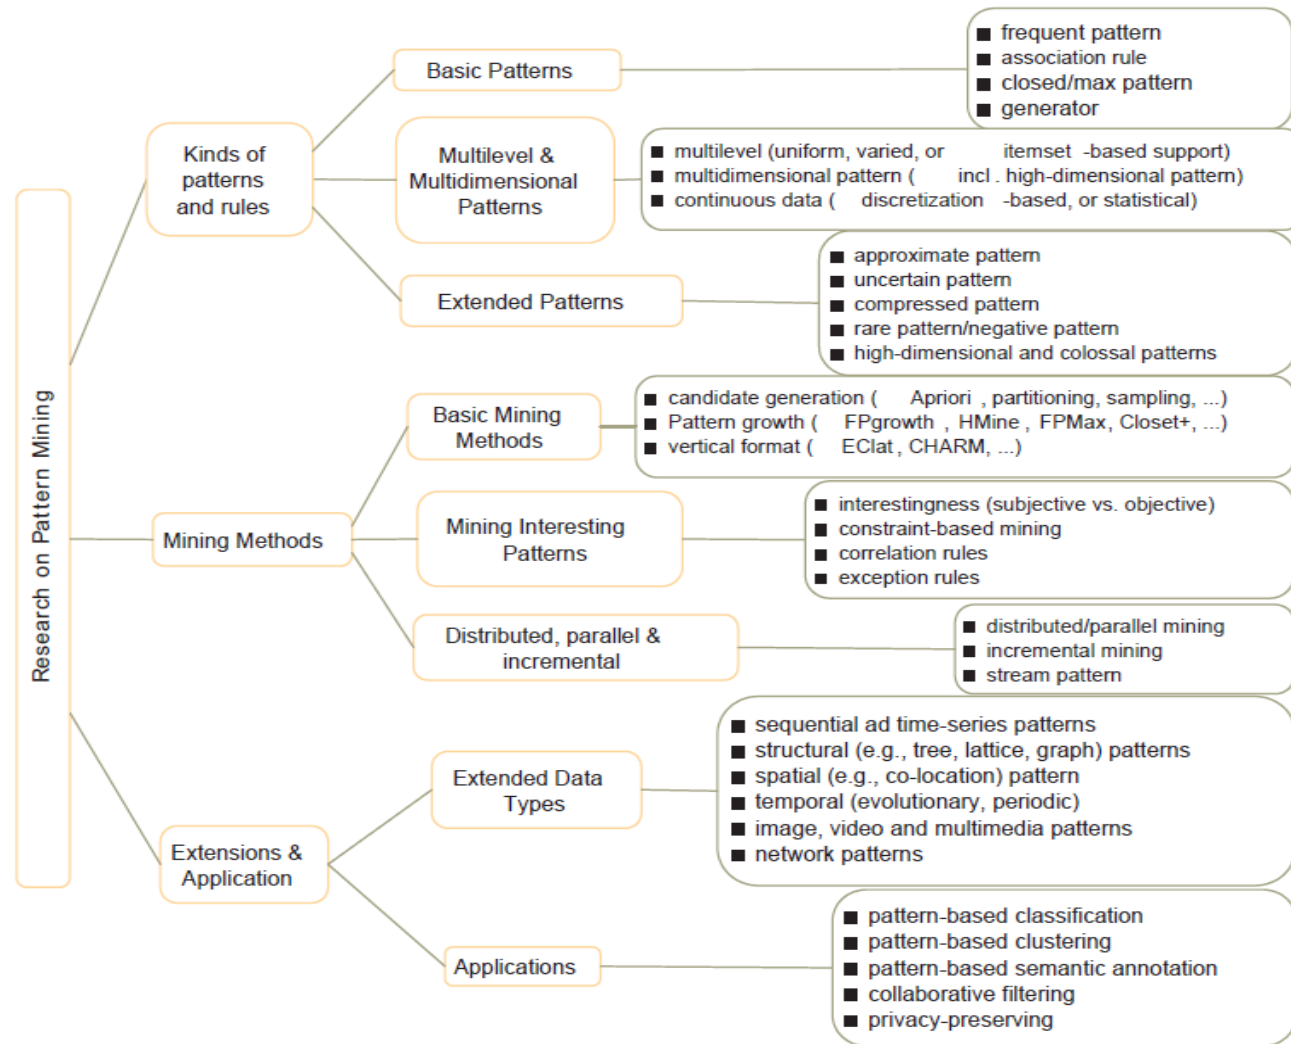 Research on Pattern Mining
Kinds of
patterns
and rules
Basic Patterns
■ frequent pattern
■ association rule
■ closed/max pattern
■ generator
Multilevel &
Multidimensional
Patterns
■ multilevel (uniform, varied, or itemset -based support)
■ multidimensional pattern ( incl . high-dimensional pattern)
■ continuous data ( discretization -based, or statistical)
Extended Patterns
■ approximate pattern
■ uncertain pattern
■ compressed pattern
■ rare pattern/negative pattern
■ high-dimensional and colossal patterns
Mining Methods
Basic Mining
Methods
■ candidate generation ( Apriori , partitioning, sampling, ...)
■ Pattern growth ( FPgrowth , HMine , FPMax, Closet+, ...)
■ vertical format ( EClat , CHARM, ...)
Mining Interesting
Patterns
■ interestingness (subjective vs. objective)
■ constraint-based mining
■ correlation rules
■ exception rules
Distributed, parallel &
incremental
■ distributed/parallel mining
■ incremental mining
■ stream pattern
Extensions &
Application
Extended Data
Types
■ sequential ad time-series patterns
■ structural (e.g., tree, lattice, graph) patterns
■ spatial (e.g., co-location) pattern
■ temporal (evolutionary, periodic)
■ image, video and multimedia patterns
■ network patterns
Applications
■ pattern-based classification
■ pattern-based clustering
■ pattern-based semantic annotation
■ collaborative filtering
■ privacy-preserving